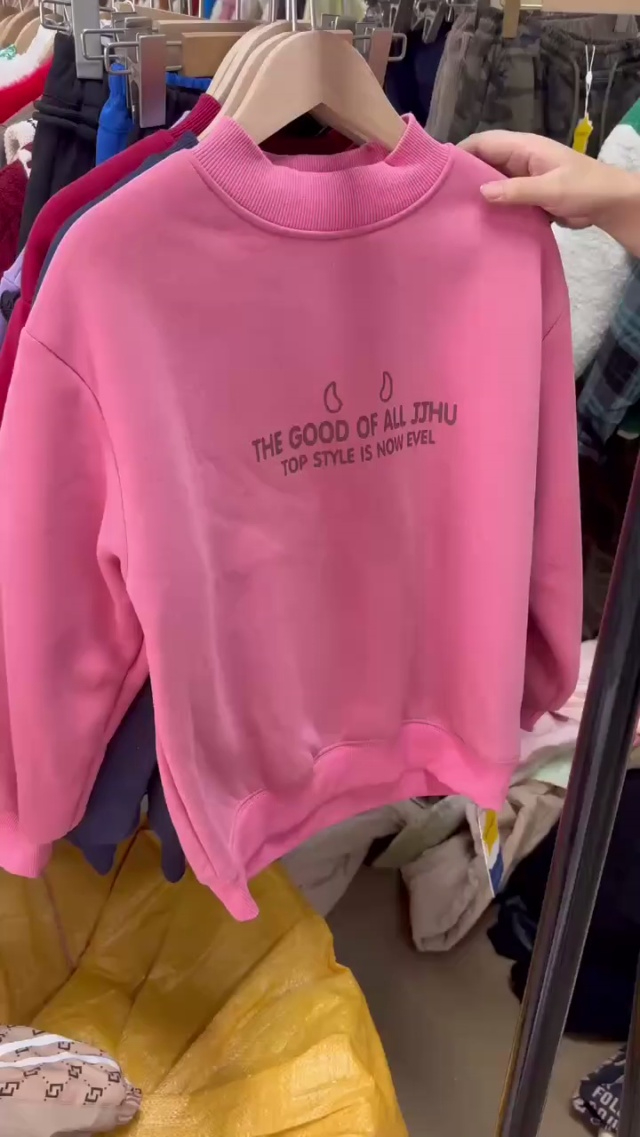 THE GOOD OF ALL JJHU
TOP STYLE IS NOW EVEL